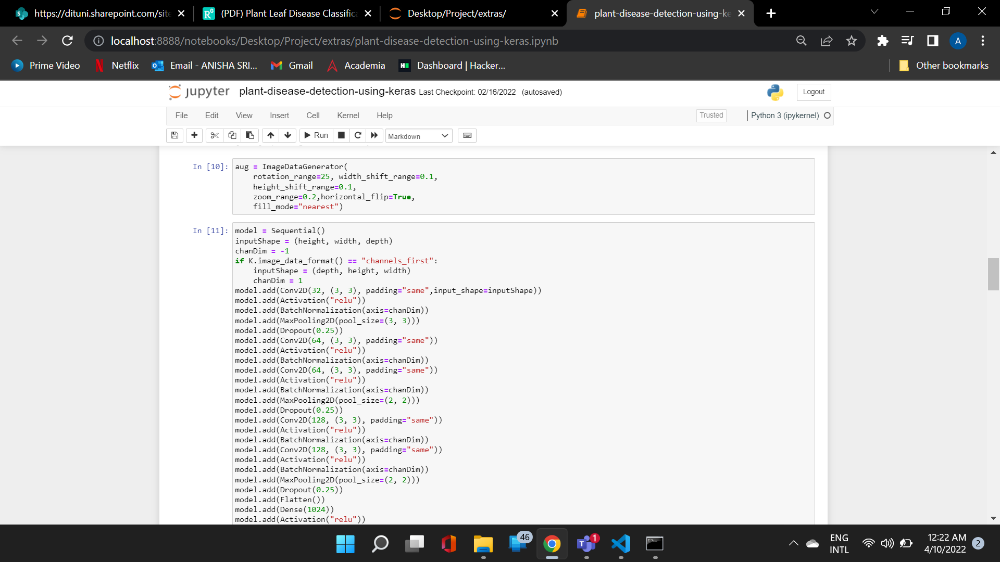 https://dituni.sharepoint.com/site
(PDF) Plant Leaf Disease Classifica
Desktop/Project/extras/
plant-disease-detection-using-ke
localhost:8888/notebooks/Desktop/Project/extras/plant-disease-detection-using-keras.ipynb
A
Prime Video
Netflix
Email - ANISHA SRI...
Gmail
Academia
Dashboard | Hacker...
Other bookmarks
jupyter plant-disease-detection-using-keras Last Checkpoint: 02/16/2022 (autosaved)
Logout
File Edit View Insert Cell Kernel Help
Trusted
Python 3 (ipykernel)
Run
Markdown
In [10]:
aug = ImageDataGenerator(
    rotation_range=25, width_shift_range=0.1,
    height_shift_range=0.1,
    zoom_range=0.2,horizontal_flip=True,
    fill_mode="nearest")
In [11]:
model = Sequential()
inputShape = (height, width, depth)
chanDim = -1
if K.image_data_format() == "channels_first":
    inputShape = (depth, height, width)
    chanDim = 1
model.add(Conv2D(32, (3, 3), padding="same",input_shape=inputShape))
model.add(Activation("relu"))
model.add(BatchNormalization(axis=chanDim))
model.add(MaxPooling2D(pool_size=(3, 3)))
model.add(Dropout(0.25))
model.add(Conv2D(64, (3, 3), padding="same"))
model.add(Activation("relu"))
model.add(BatchNormalization(axis=chanDim))
model.add(Conv2D(64, (3, 3), padding="same"))
model.add(Activation("relu"))
model.add(BatchNormalization(axis=chanDim))
model.add(MaxPooling2D(pool_size=(2, 2)))
model.add(Dropout(0.25))
model.add(Conv2D(128, (3, 3), padding="same"))
model.add(Activation("relu"))
model.add(BatchNormalization(axis=chanDim))
model.add(Conv2D(128, (3, 3), padding="same"))
model.add(Activation("relu"))
model.add(BatchNormalization(axis=chanDim))
model.add(MaxPooling2D(pool_size=(2, 2)))
model.add(Dropout(0.25))
model.add(Flatten())
model.add(Dense(1024))
model.add(Activation("relu"))
46
1
ENG
INTL
12:22 AM
4/10/2022
2